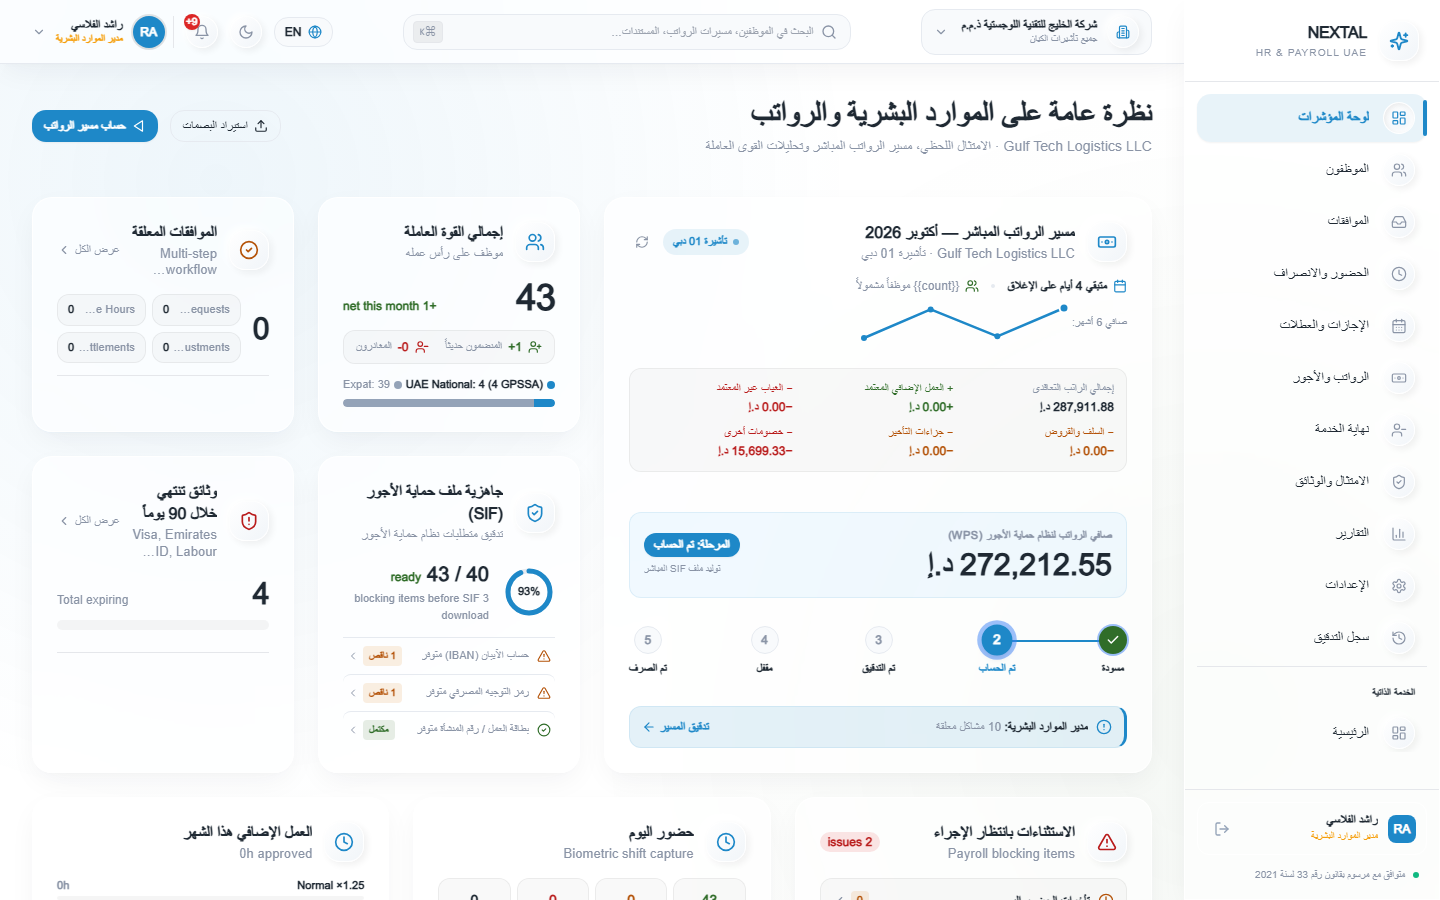 NEXTAL
HR & PAYROLL UAE
لوحة المؤشرات
الموظفون
الموافقات
الحضور والانصراف
الإجازات والعطلات
الرواتب والأجور
نهاية الخدمة
الامتثال والوثائق
التقارير
الإعدادات
سجل التدقيق
الخدمة الذاتية
الرئيسية
RA
راشد الفلاسي
مدير الموارد البشرية
متوافق مع مرسوم بقانون رقم 33 لسنة 2021
شركة الخليج للتقنية اللوجستية ذ.م.م
جميع تأشيرات الكيان
البحث في الموظفين، مسيرات الرواتب، المستندات...
⌘K
EN
+9
RA
راشد الفلاسي
مدير الموارد البشرية
نظرة عامة على الموارد البشرية والرواتب
Gulf Tech Logistics LLC · الامتثال اللحظي، مسير الرواتب المباشر وتحليلات القوى العاملة
استيراد البصمات
حساب مسير الرواتب
مسير الرواتب المباشر — أكتوبر 2026
Gulf Tech Logistics LLC · تأشيرة 01 دبي
تأشيرة 01 دبي
متبقي 4 أيام على الإغلاق
{{count}} موظفاً مشمولاً
صافي 6 أشهر:
إجمالي الراتب التعاقدي
287,911.88 د.إ
+ العمل الإضافي المعتمد
+0.00 د.إ
− الغياب غير المعتمد
−0.00 د.إ
− السلف والقروض
−0.00 د.إ
− جزاءات التأخير
−0.00 د.إ
− خصومات أخرى
−15,699.33 د.إ
صافي الرواتب لنظام حماية الأجور (WPS)
272,212.55 د.إ
المرحلة: تم الحساب
توليد ملف SIF المباشر
مسودة
2
تم الحساب
3
تم التدقيق
4
مقفل
5
تم الصرف
مدير الموارد البشرية: 10 مشاكل معلقة
تدقيق المسير
إجمالي القوة العاملة
موظف على رأس عمله
43
+1 net this month
المنضمون حديثاً +1
المغادرون -0
UAE National: 4 (4 GPSSA)
Expat: 39
الموافقات المعلقة
Multi-step workflow...
عرض الكل
0
...equests 0
...e Hours 0
...ustments 0
...ttlements 0
جاهزية ملف حماية الأجور (SIF)
تدقيق متطلبات نظام حماية الأجور
93%
40 / 43 ready
3 blocking items before SIF download
حساب الآيبان (IBAN) متوفر
1 ناقص
رمز التوجيه المصرفي متوفر
1 ناقص
بطاقة العمل / رقم المنشأة متوفر
مكتمل
وثائق تنتهي خلال 90 يوماً
Visa, Emirates ID, Labour...
عرض الكل
4
Total expiring
الاستثناءات بانتظار الإجراء
Payroll blocking items
2 issues
0
حضور اليوم
Biometric shift capture
43
0
0
0
العمل الإضافي هذا الشهر
0h approved
Normal ×1.25
0h